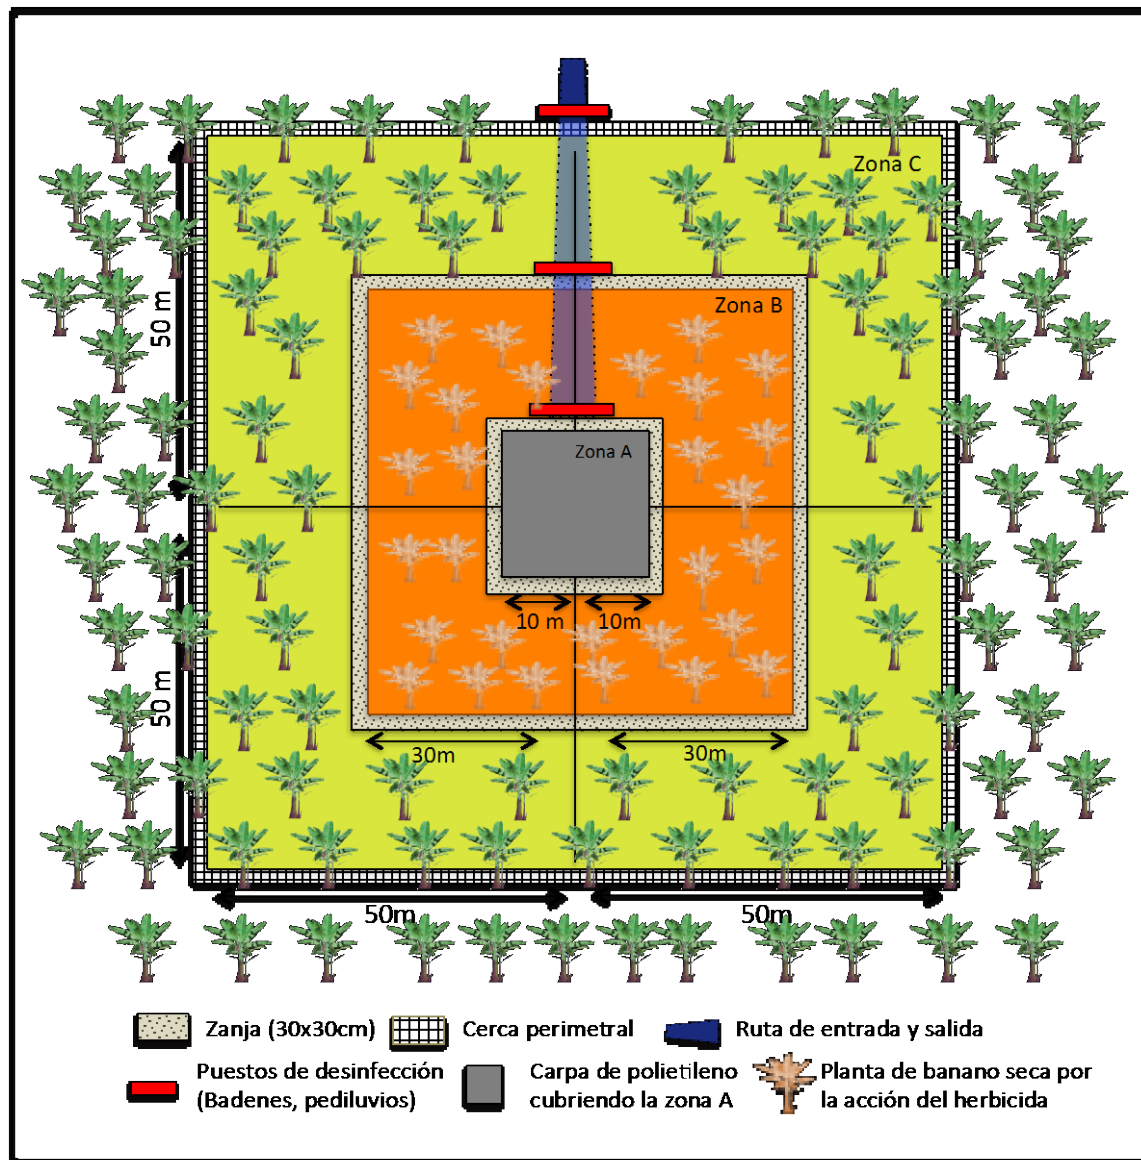 Zona C
50 m
Zona B
Zona A
10 m
10m
50 m
30m
30m
50m
50m
Zanja (30x30cm)
Cerca perimetral
Ruta de entrada y salida
Puestos de desinfección
(Badenes, pediluvios)
Carpa de polietileno
cubriendo la zona A
Planta de banano seca por
la acción del herbicida